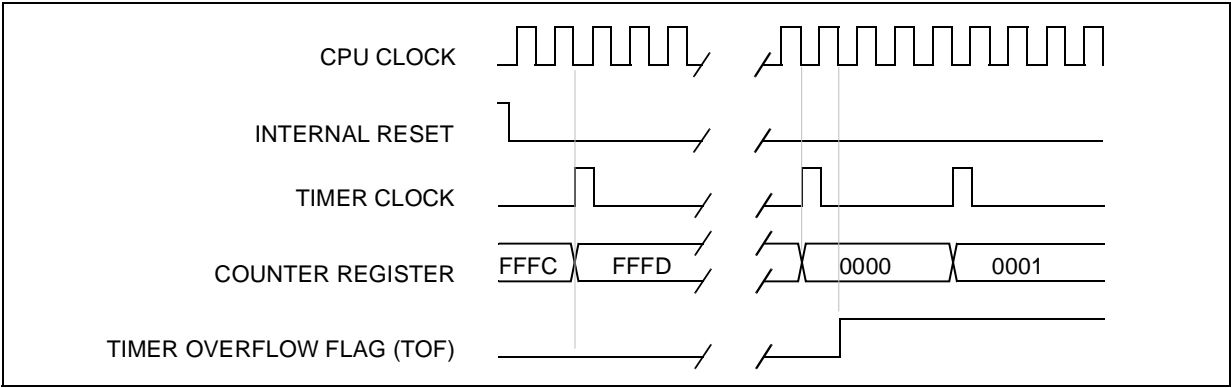 CPU CLOCK
INTERNAL RESET
TIMER CLOCK
COUNTER REGISTER
FFFC
FFFD
0000
0001
TIMER OVERFLOW FLAG (TOF)